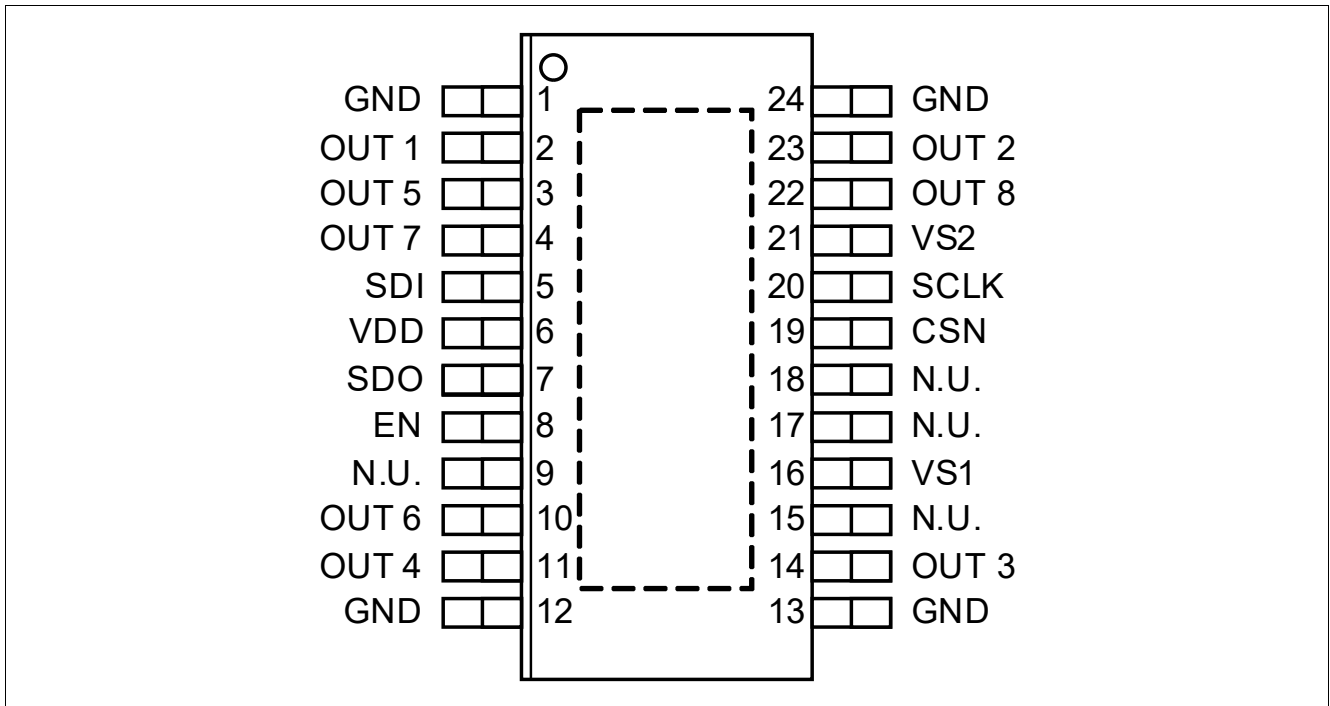 GND 1 24 GND
OUT 1 2 23 OUT 2
OUT 5 3 22 OUT 8
OUT 7 4 21 VS2
SDI 5 20 SCLK
VDD 6 19 CSN
SDO 7 18 N.U.
EN 8 17 N.U.
N.U. 9 16 VS1
OUT 6 10 15 N.U.
OUT 4 11 14 OUT 3
GND 12 13 GND